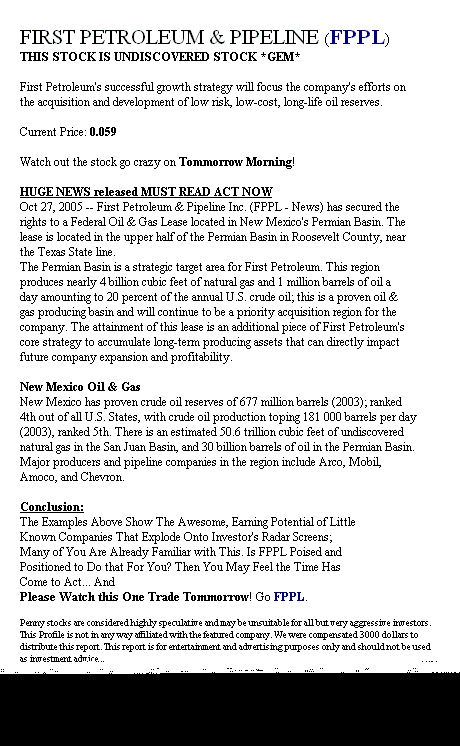 FIRST PETROLEUM & PIPELINE (FPPL)
THIS STOCK IS UNDISCOVERED STOCK *GEM*
First Petroleum's successful growth strategy will focus the company's efforts on
the acquisition and development of low risk, low-cost, long-life oil reserves.
Current Price: 0.059
Watch out the stock go crazy on Tommorrow Morning!
HUGE NEWS released MUST READ ACT NOW
Oct 27, 2005 -- First Petroleum & Pipeline Inc. (FPPL - News) has secured the
rights to a Federal Oil & Gas Lease located in New Mexico's Permian Basin. The
lease is located in the upper half of the Permian Basin in Roosevelt County, near
the Texas State line.
The Permian Basin is a strategic target area for First Petroleum. This region
produces nearly 4 billion cubic feet of natural gas and 1 million barrels of oil a
day amounting to 20 percent of the annual U.S. crude oil; this is a proven oil &
gas producing basin and will continue to be a priority acquisition region for the
company. The attainment of this lease is an additional piece of First Petroleum's
core strategy to accumulate long-term producing assets that can directly impact
future company expansion and profitability.
New Mexico Oil & Gas
New Mexico has proven crude oil reserves of 677 million barrels (2003); ranked
4th out of all U.S. States, with crude oil production toping 181 000 barrels per day
(2003), ranked 5th. There is an estimated 50.6 trillion cubic feet of undiscovered
natural gas in the San Juan Basin, and 30 billion barrels of oil in the Permian Basin.
Major producers and pipeline companies in the region include Arco, Mobil,
Amoco, and Chevron.
Conclusion:
The Examples Above Show The Awesome, Earning Potential of Little
Known Companies That Explode Onto Investor's Radar Screens;
Many of You Are Already Familiar with This. Is FPPL Poised and
Positioned to Do that For You? Then You May Feel the Time Has
Come to Act... And
Please Watch this One Trade Tommorrow! Go FPPL.
Penny stocks are considered highly speculative and may be unsuitable for all but very aggressive investors.
This Profile is not in any way affiliated with the featured company. We were compensated 3000 dollars to
distribute this report. This report is for entertainment and advertising purposes only and should not be used
as investment advice...